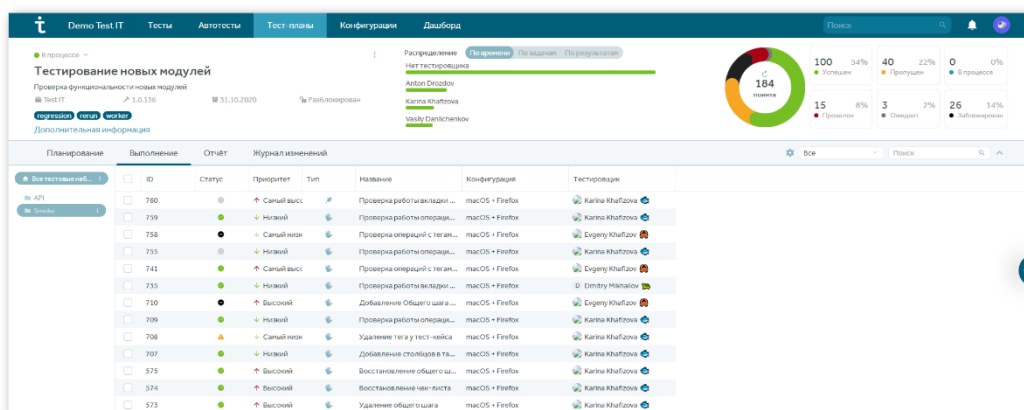 Demo Test IT Тесты Автотесты Тест-планы Конфигурации Дашборд Поиск
В процессе
Тестирование новых модулей
Проверка функциональности новых модулей
Test IT 1.0.136 31.10.2020 Разблокирован
regression rerun worker
Дополнительная информация
Распределение По времени По задачам По результатам
Нет тестировщика
Anton Drozdov
Karina Khafizova
Vasily Danilchenkov
184
поинта
100 54%
Успешен
40 22%
Пропущен
0 0%
В процессе
15 8%
Провален
3 2%
Ожидает
26 14%
Заблокирован
Планирование Выполнение Отчёт Журнал изменений Все Поиск
Все тестовые наб...
API
Smoke
ID Статус Приоритет Тип Название Конфигурация Тестировщик
760 Самый высс Проверка работы вкладки ... macOS + Firefox Karina Khafizova
759 Низкий Проверка работы операци... macOS + Firefox Karina Khafizova
758 Самый низк Проверка операций с тегам... macOS + Firefox Evgeny Khafizov
755 Низкий Проверка работы операци... macOS + Firefox Karina Khafizova
741 Самый высс Проверка операций с тегам... macOS + Firefox Evgeny Khafizov
735 Низкий Проверка работы вкладки ... macOS + Firefox D Dmitry Mikhailov
710 Высокий Добавление Общего шага ... macOS + Firefox Evgeny Khafizov
709 Низкий Проверка работы операци... macOS + Firefox Karina Khafizova
708 Самый низк Удаление тега у тест-кейса macOS + Firefox Karina Khafizova
707 Низкий Добавление столбцов в та... macOS + Firefox Karina Khafizova
575 Высокий Восстановление общего ш... macOS + Firefox Karina Khafizova
574 Высокий Восстановление чек-листа macOS + Firefox Karina Khafizova
573 Высокий Удаление общего шага macOS + Firefox Karina Khafizova